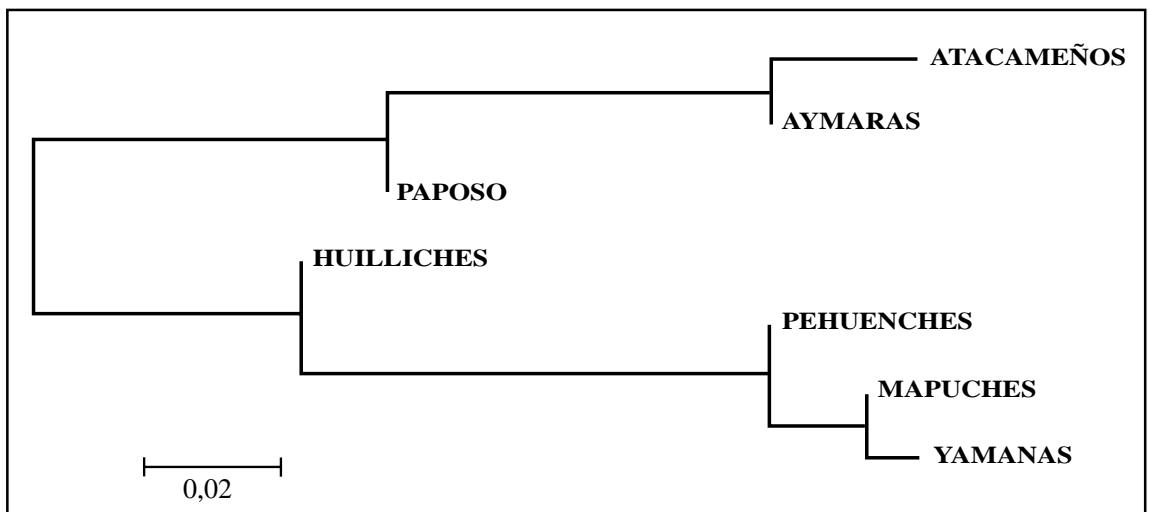 ATACAMEÑOS
AYMARAS
PAPOSO
HUILLICHES
PEHUENCHES
MAPUCHES
YAMANAS
0,02